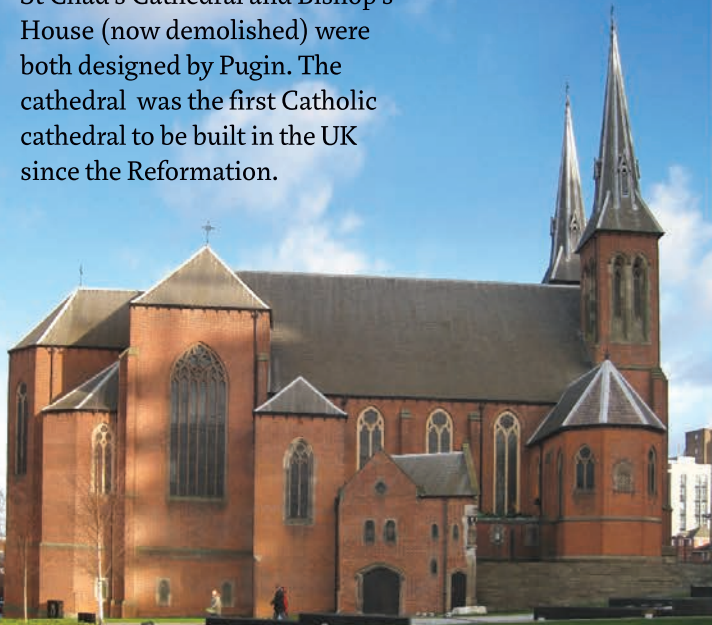 St Chad's Cathedral and Bishop's
House (now demolished) were
both designed by Pugin. The
cathedral  was the first Catholic
cathedral to be built in the UK
since the Reformation.